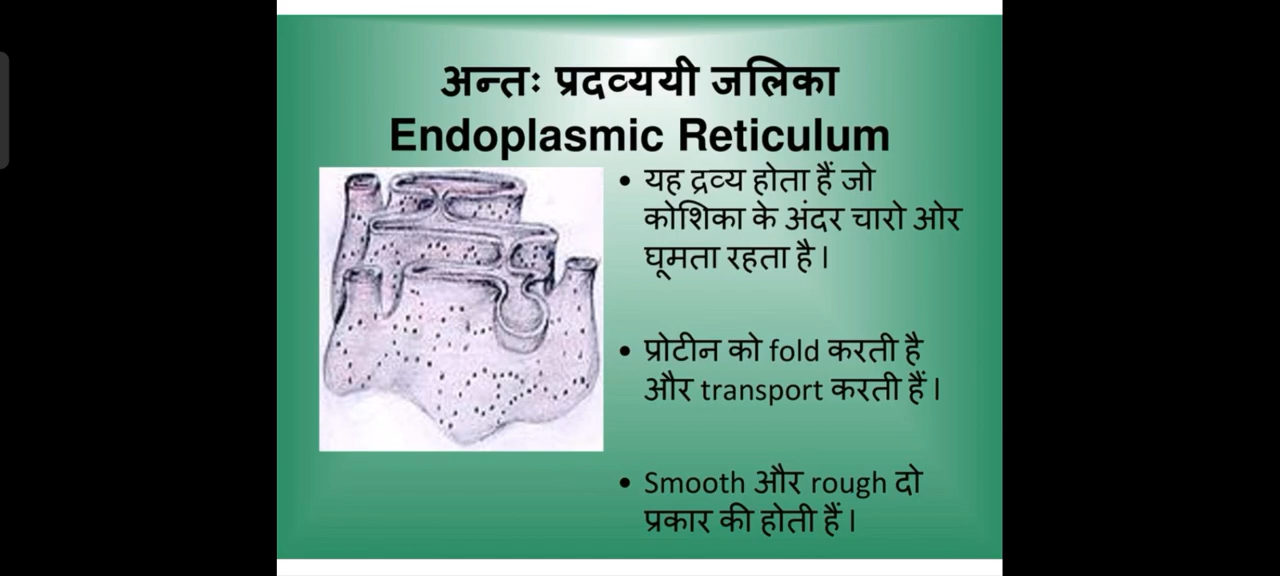 अन्तः प्रदव्ययी जलिका
Endoplasmic Reticulum
• यह द्रव्य होता हैं जो
कोशिका के अंदर चारो ओर
घूमता रहता है।
• प्रोटीन को fold करती है
और transport करती हैं।
• Smooth और rough दो
प्रकार की होती हैं।